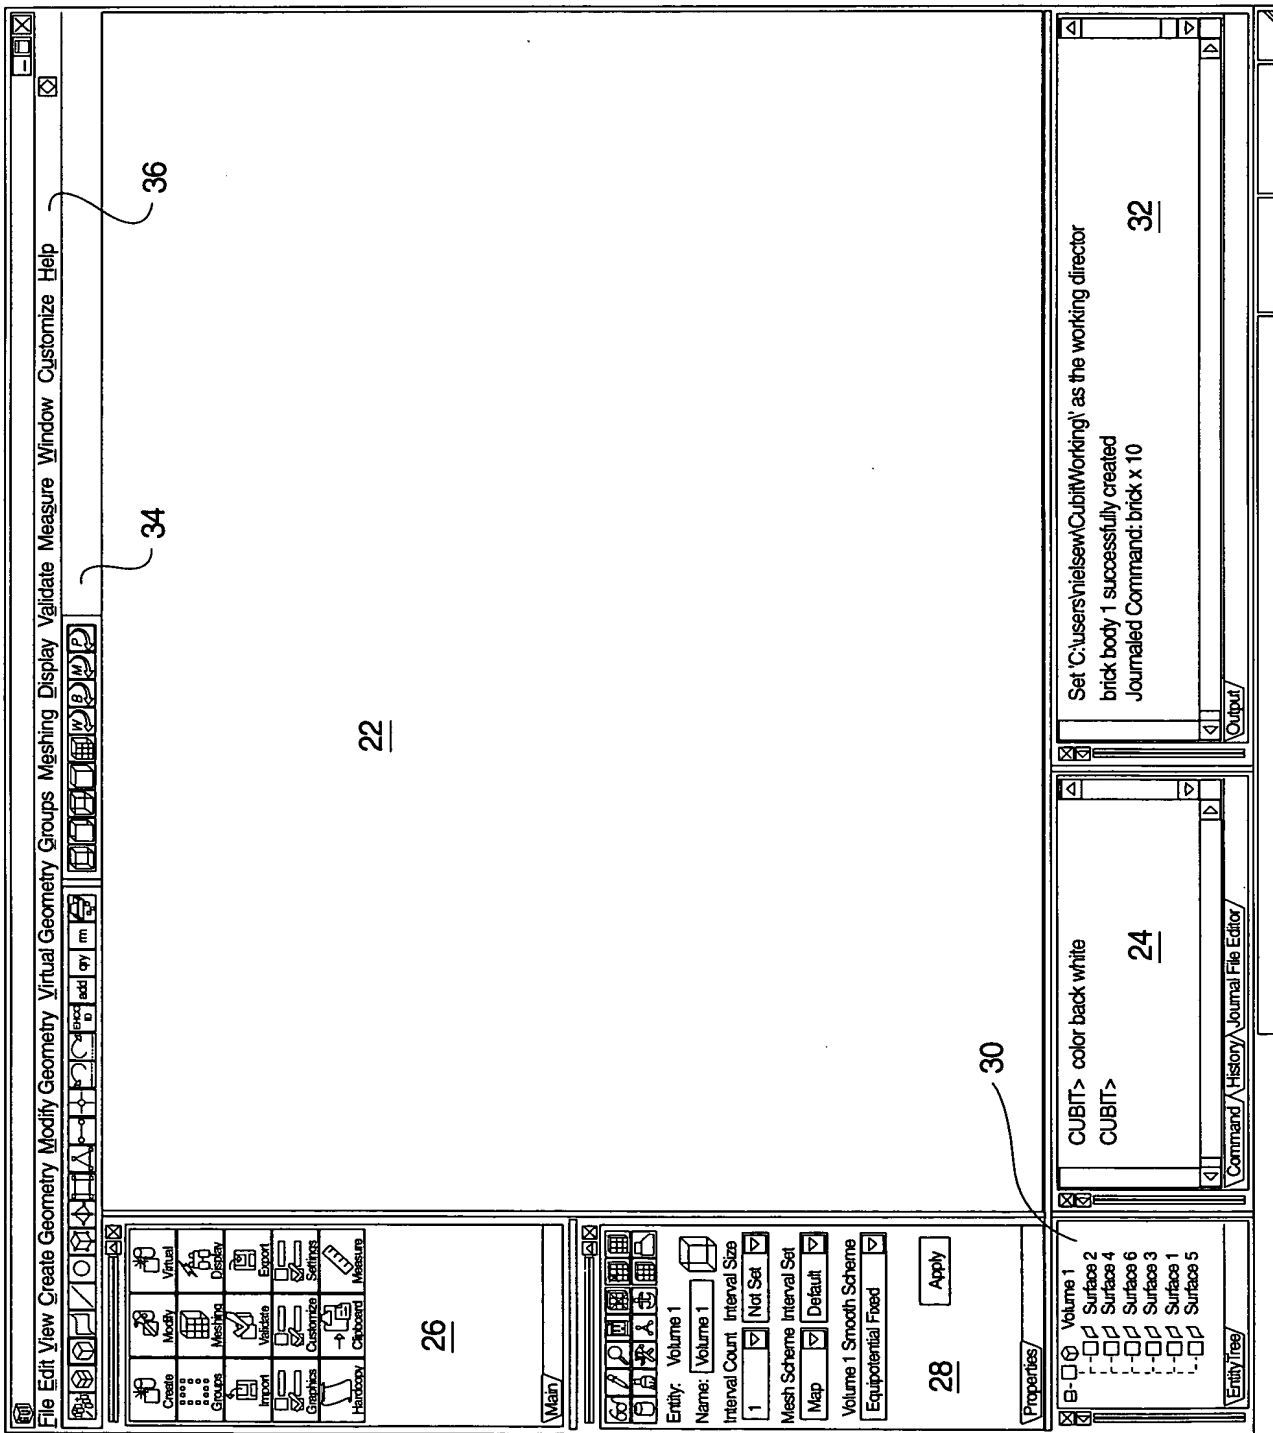 File Edit View Create Geometry Modify Geometry Virtual Geometry Groups Meshing Display Validate Measure Window Customize Help
36
ID add qry rm
W B M P
34
Create Modify Virtual
Groups Meshing Display
Import Validate Export
Graphics Customize Settings
Hardcopy Clipboard Measure
26
Main
22
Entity: Volume 1
Name: Volume 1
Interval Count Interval Size
1 Not Set
Mesh Scheme Interval Set
Map Default
Volume 1 Smooth Scheme
Equipotential Fixed
Apply
28
Properties
30
Volume 1
Surface 2
Surface 4
Surface 6
Surface 3
Surface 1
Surface 5
Entity Tree
CUBIT> color back white
CUBIT>
24
Command History Journal File Editor
Set 'C:\users\nielsew\CubitWorking\' as the working director
brick body 1 successfully created
Journaled Command: brick x 10
32
Output